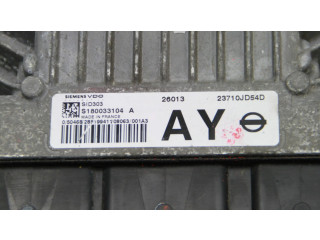 SIEMENS VDO
SID303
S180033104 A
MADE IN FRANCE
26013
23710JD54D
AY